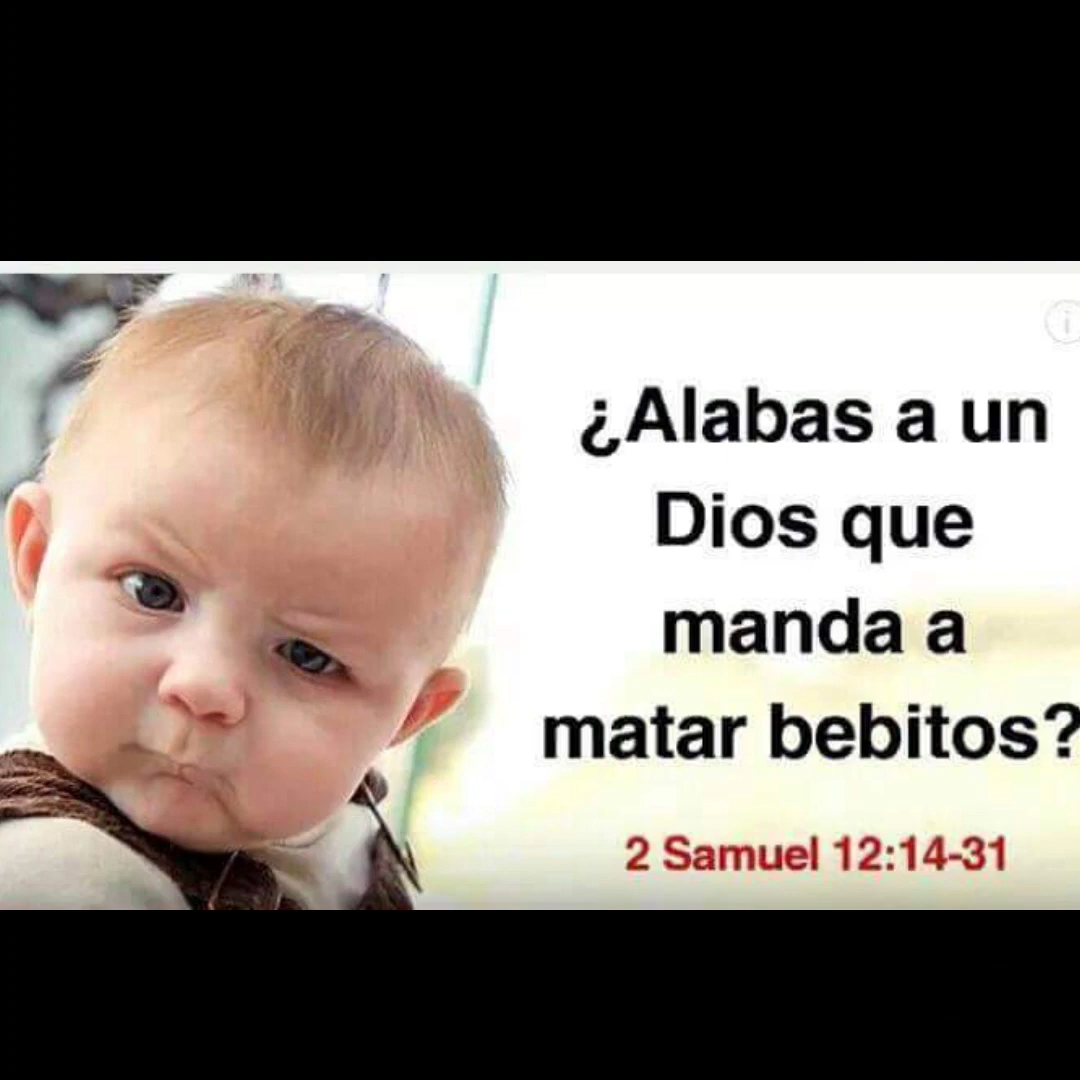 ¿Alabas a un
Dios que
manda a
matar bebitos?
2 Samuel 12:14-31